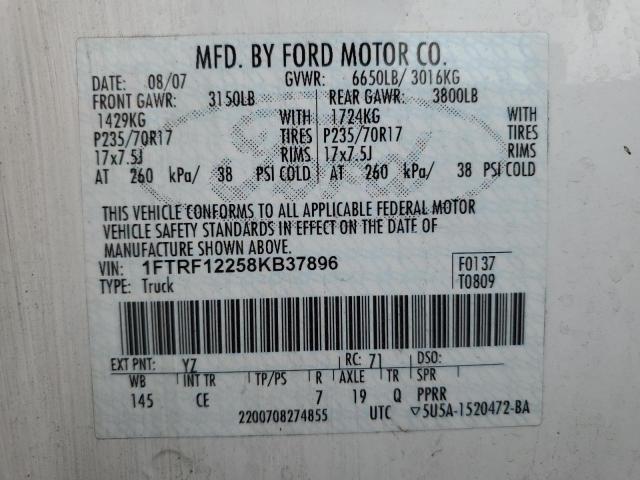 MFD. BY FORD MOTOR CO.
DATE: 08/07 GVWR: 6650LB/ 3016KG
FRONT GAWR: 3150LB REAR GAWR: 3800LB
1429KG WITH 1724KG WITH
P235/70R17 TIRES P235/70R17 TIRES
17x7.5J RIMS 17x7.5J RIMS
AT 260 kPa/ 38 PSI COLD AT 260 kPa/ 38 PSI COLD
THIS VEHICLE CONFORMS TO ALL APPLICABLE FEDERAL MOTOR
VEHICLE SAFETY STANDARDS IN EFFECT ON THE DATE OF
MANUFACTURE SHOWN ABOVE.
VIN: 1FTRF12258KB37896 F0137
TYPE: Truck T0809
EXT PNT: YZ RC: 71 DSO:
WB INT TR TP/PS R AXLE TR SPR
145 CE 7 19 Q PPRR
2200708274855 UTC ▽5U5A-1520472-BA